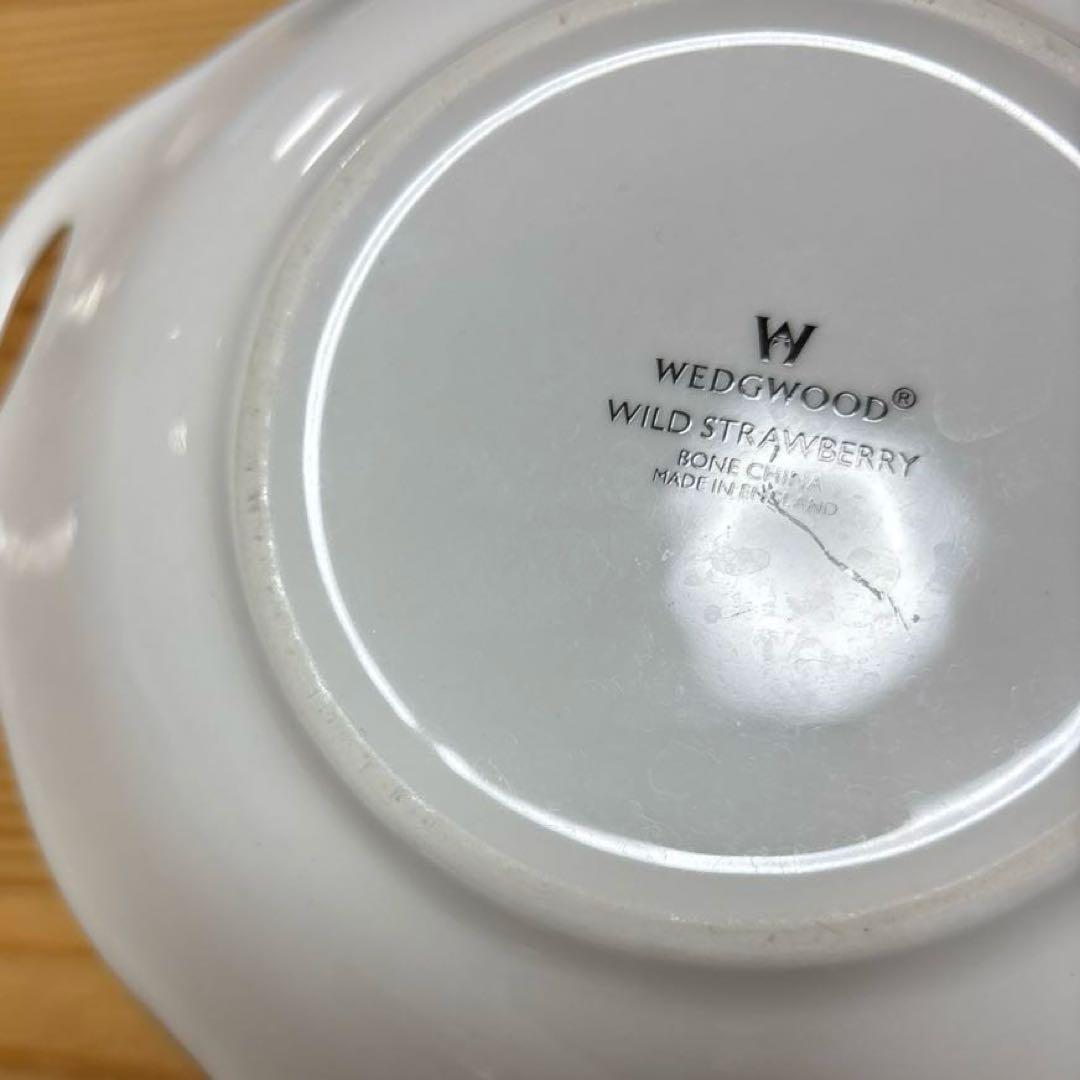 W
WEDGWOOD®
WILD STRAWBERRY
BONE CHINA
MADE IN ENGLAND